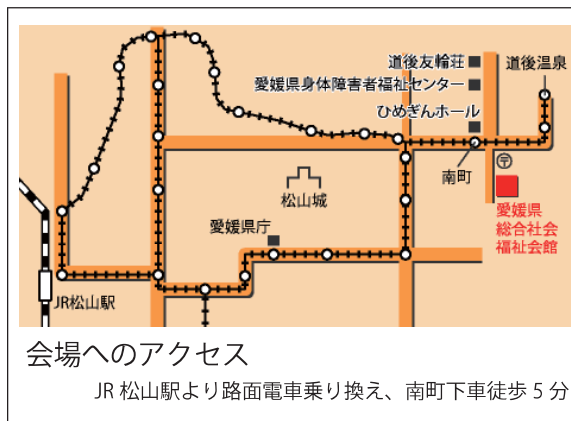 道後友輪荘
道後温泉
愛媛県身体障害者福祉センター
ひめぎんホール
〒
南町
松山城
愛媛県
総合社会
福祉会館
愛媛県庁
JR松山駅
会場へのアクセス
JR 松山駅より路面電車乗り換え、南町下車徒歩 5 分